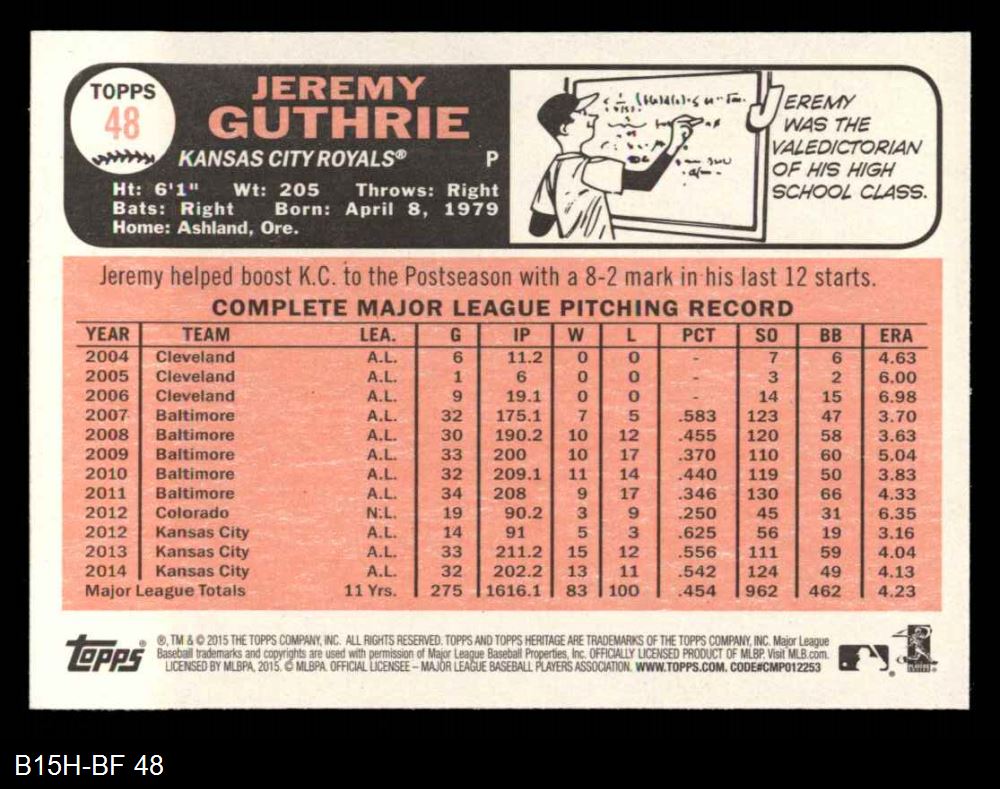 TOPPS
48
JEREMY
GUTHRIE
KANSAS CITY ROYALS® P
Ht: 6'1" Wt: 205 Throws: Right
Bats: Right Born: April 8, 1979
Home: Ashland, Ore.
JEREMY
WAS THE
VALEDICTORIAN
OF HIS HIGH
SCHOOL CLASS.
Jeremy helped boost K.C. to the Postseason with a 8-2 mark in his last 12 starts.
COMPLETE MAJOR LEAGUE PITCHING RECORD
YEAR TEAM LEA. G IP W L PCT SO BB ERA
2004 Cleveland A.L. 6 11.2 0 0 - 7 6 4.63
2005 Cleveland A.L. 1 6 0 0 - 3 2 6.00
2006 Cleveland A.L. 9 19.1 0 0 - 14 15 6.98
2007 Baltimore A.L. 32 175.1 7 5 .583 123 47 3.70
2008 Baltimore A.L. 30 190.2 10 12 .455 120 58 3.63
2009 Baltimore A.L. 33 200 10 17 .370 110 60 5.04
2010 Baltimore A.L. 32 209.1 11 14 .440 119 50 3.83
2011 Baltimore A.L. 34 208 9 17 .346 130 66 4.33
2012 Colorado N.L. 19 90.2 3 9 .250 45 31 6.35
2012 Kansas City A.L. 14 91 5 3 .625 56 19 3.16
2013 Kansas City A.L. 33 211.2 15 12 .556 111 59 4.04
2014 Kansas City A.L. 32 202.2 13 11 .542 124 49 4.13
Major League Totals 11 Yrs. 275 1616.1 83 100 .454 962 462 4.23
Topps®
®, TM & © 2015 THE TOPPS COMPANY, INC. ALL RIGHTS RESERVED. TOPPS AND TOPPS HERITAGE ARE TRADEMARKS OF THE TOPPS COMPANY, INC. Major League
Baseball trademarks and copyrights are used with permission of Major League Baseball Properties, Inc. OFFICIALLY LICENSED PRODUCT OF MLBP. Visit MLB.com.
LICENSED BY MLBPA, 2015. © MLBPA. OFFICIAL LICENSEE – MAJOR LEAGUE BASEBALL PLAYERS ASSOCIATION. WWW.TOPPS.COM. CODE#CMP012253
B15H-BF 48